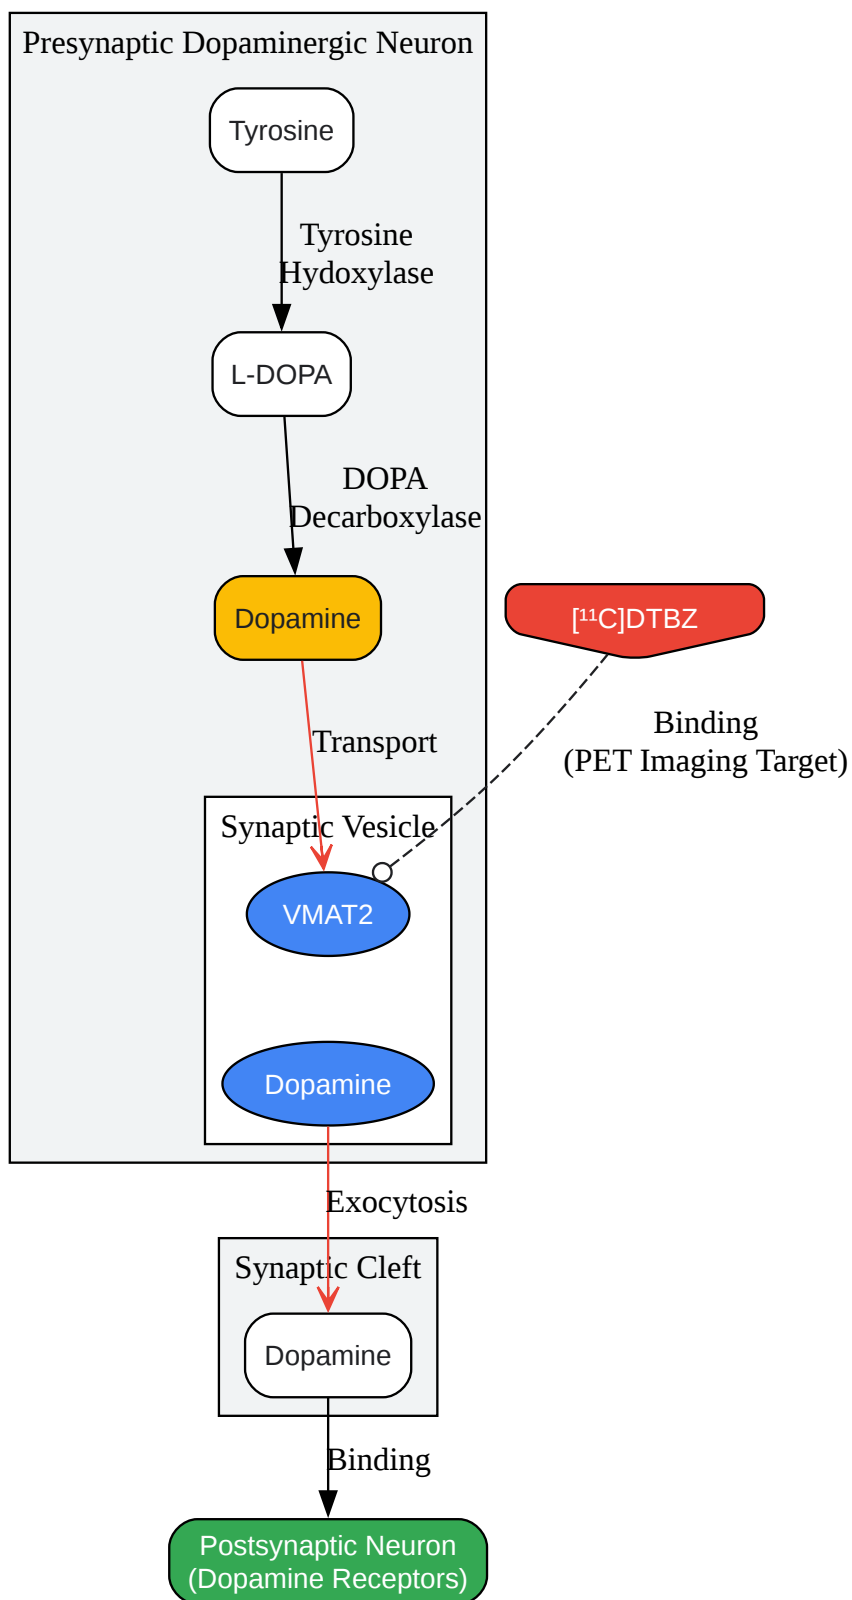 Presynaptic Dopaminergic Neuron
Tyrosine
Tyrosine
Hydoxylase
L-DOPA
DOPA
Decarboxylase
Dopamine
[¹¹C]DTBZ
Transport
Binding
(PET Imaging Target)
Synaptic Vesicle
VMAT2
Dopamine
Exocytosis
Synaptic Cleft
Dopamine
Binding
Postsynaptic Neuron
(Dopamine Receptors)